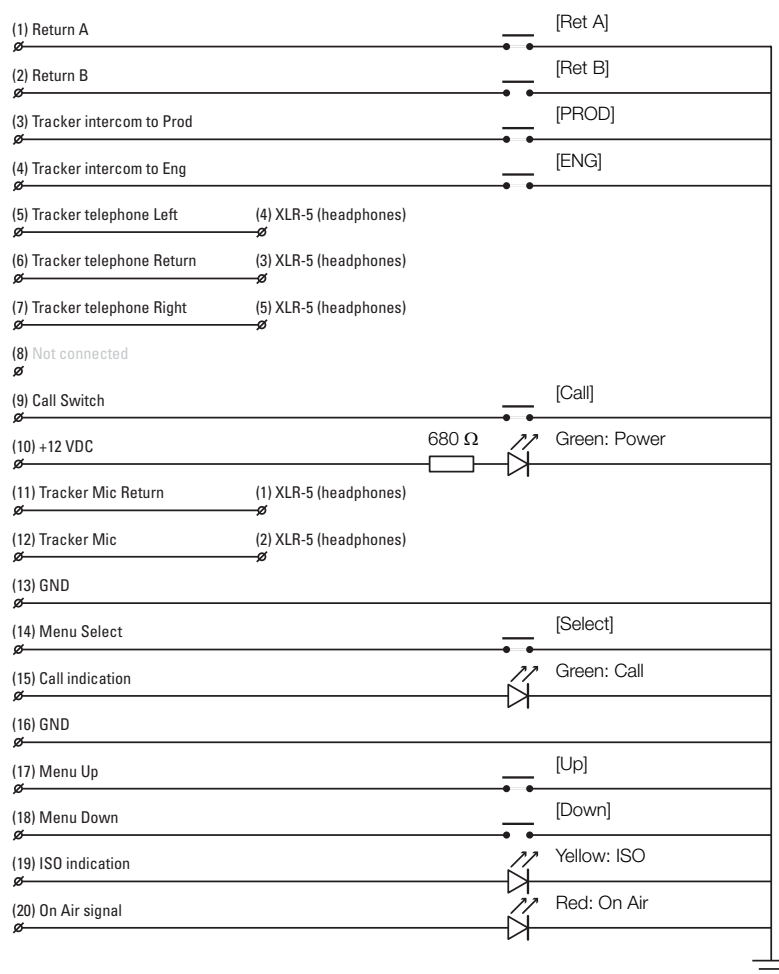 (1) Return A [Ret A]
(2) Return B [Ret B]
(3) Tracker intercom to Prod [PROD]
(4) Tracker intercom to Eng [ENG]
(5) Tracker telephone Left (4) XLR-5 (headphones)
(6) Tracker telephone Return (3) XLR-5 (headphones)
(7) Tracker telephone Right (5) XLR-5 (headphones)
(8) Not connected
(9) Call Switch [Call]
(10) +12 VDC 680 Ω Green: Power
(11) Tracker Mic Return (1) XLR-5 (headphones)
(12) Tracker Mic (2) XLR-5 (headphones)
(13) GND
(14) Menu Select [Select]
(15) Call indication Green: Call
(16) GND
(17) Menu Up [Up]
(18) Menu Down [Down]
(19) ISO indication Yellow: ISO
(20) On Air signal Red: On Air